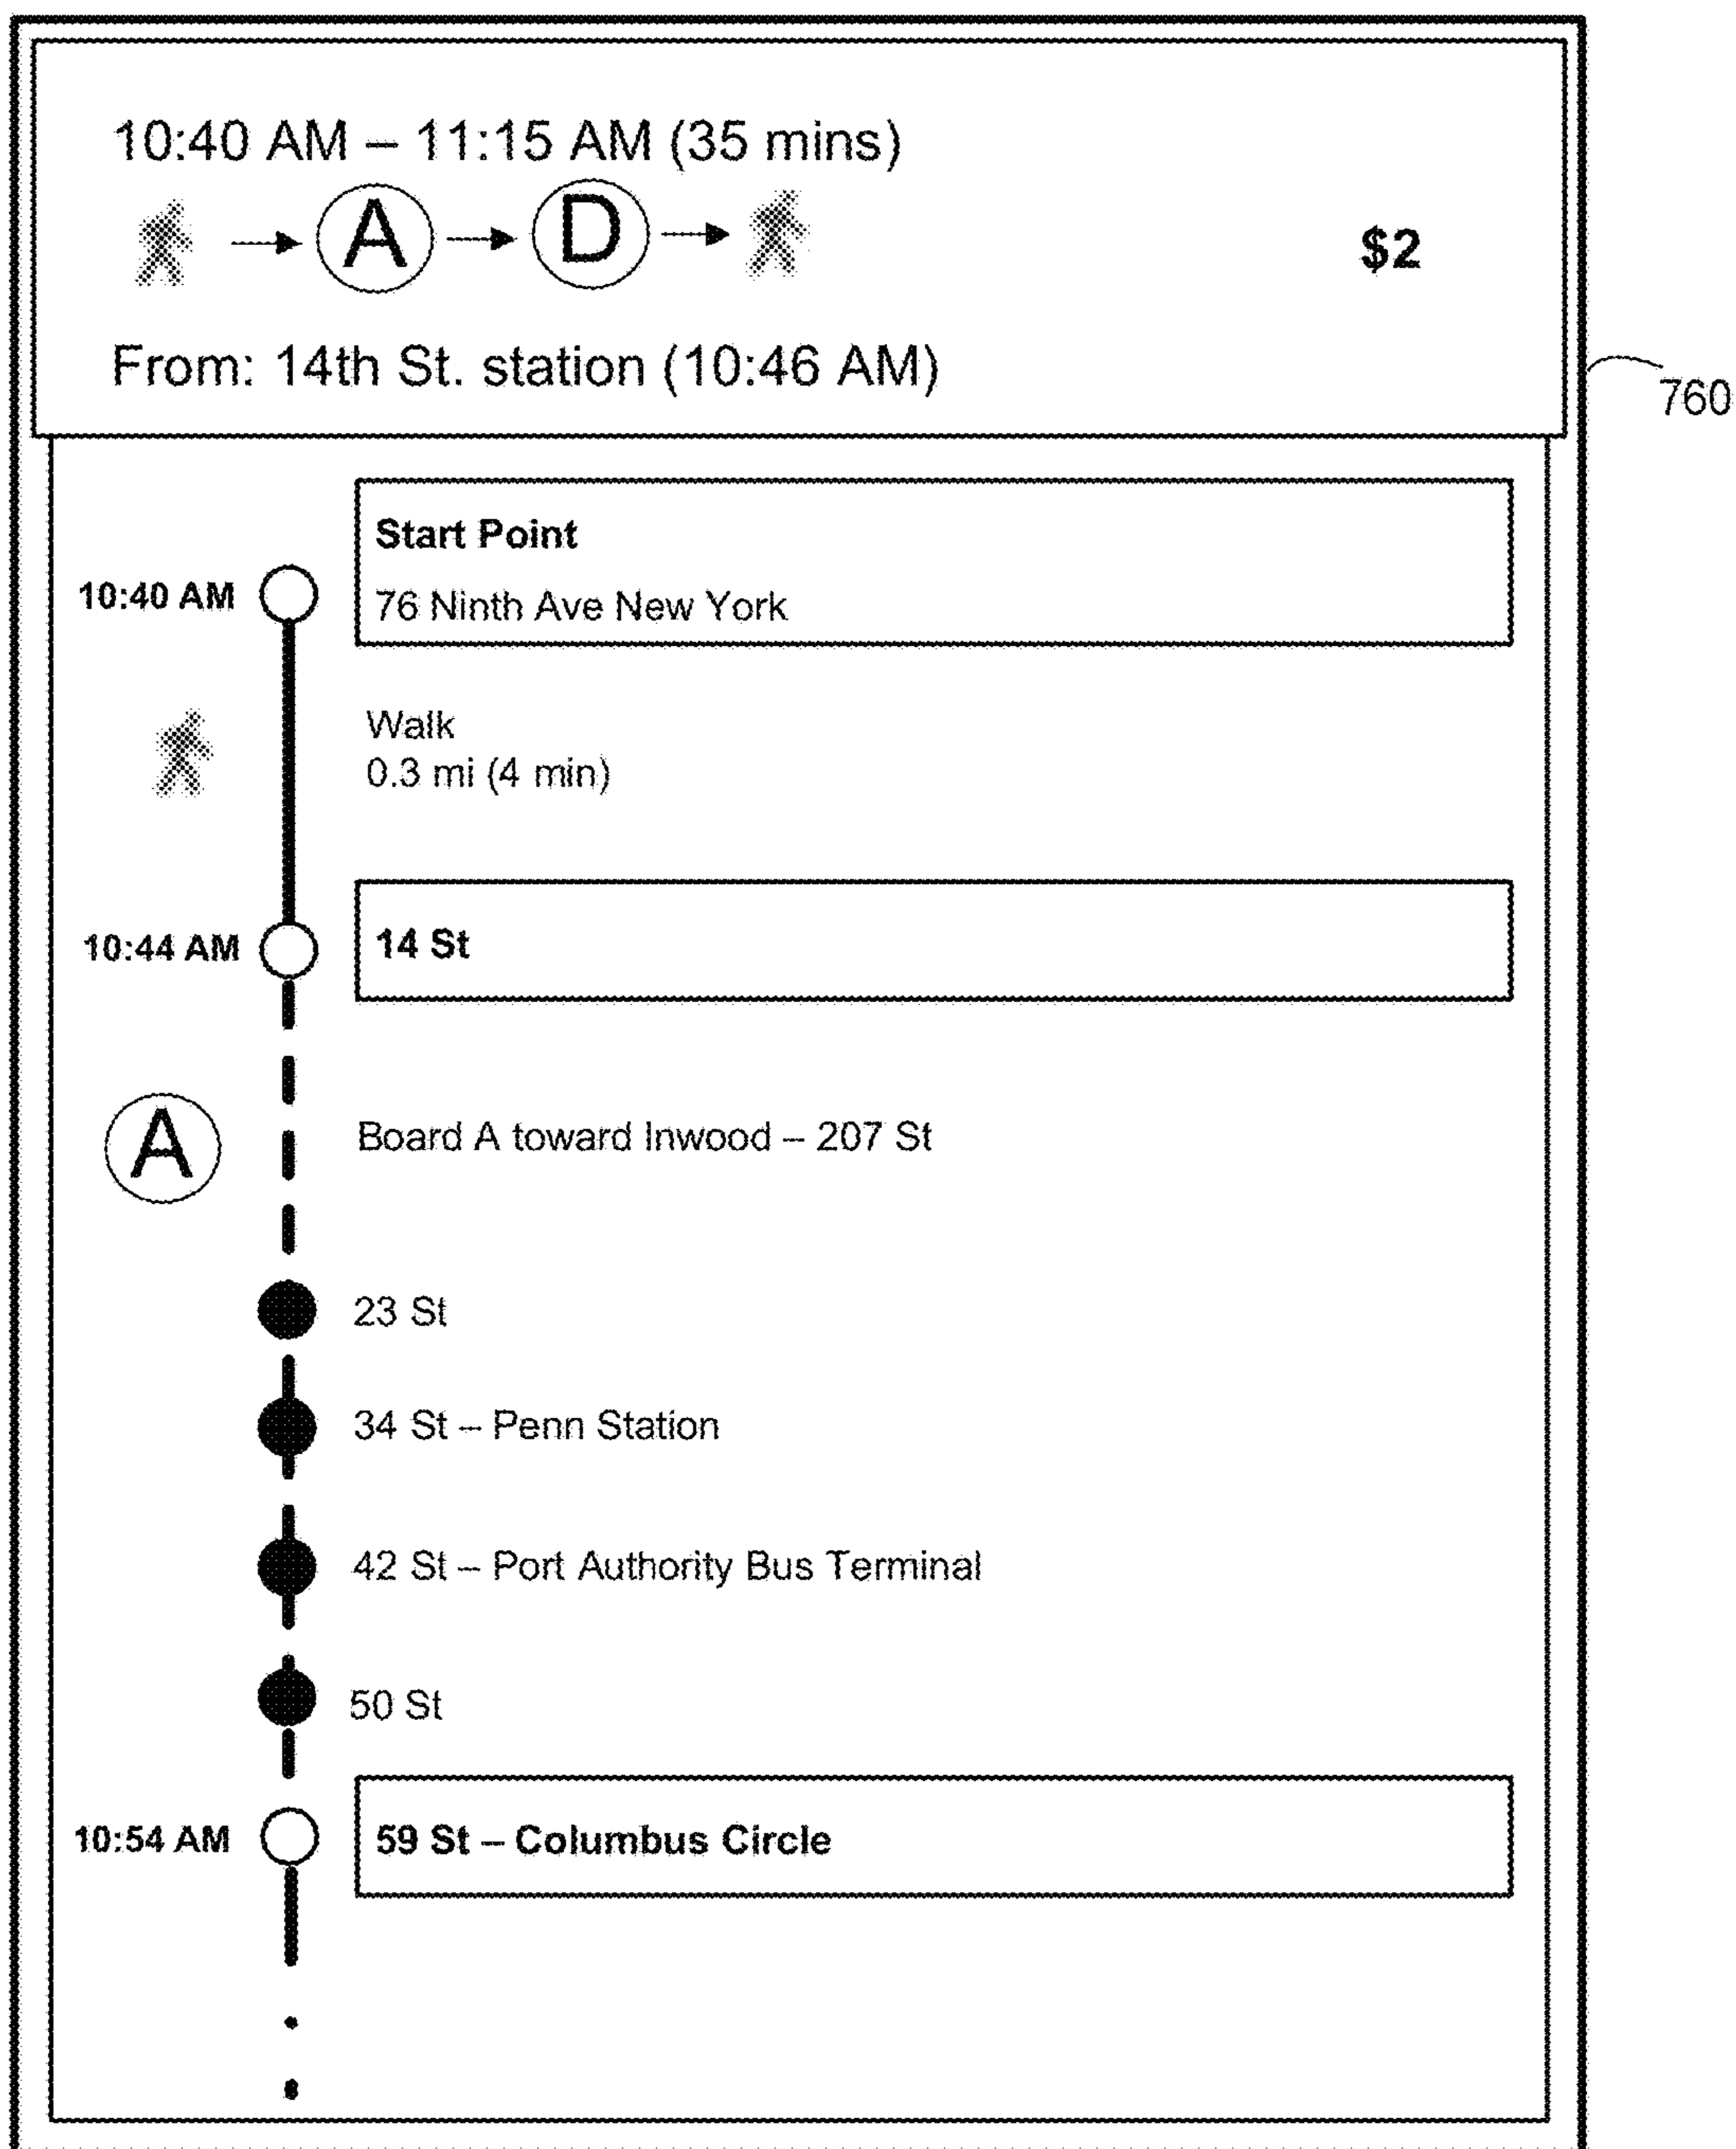 10:40 AM – 11:15 AM (35 mins)
A D
$2
From: 14th St. station (10:46 AM)
760
Start Point
10:40 AM
76 Ninth Ave New York
Walk
0.3 mi (4 min)
10:44 AM
14 St
A
Board A toward Inwood – 207 St
23 St
34 St – Penn Station
42 St – Port Authority Bus Terminal
50 St
10:54 AM
59 St – Columbus Circle